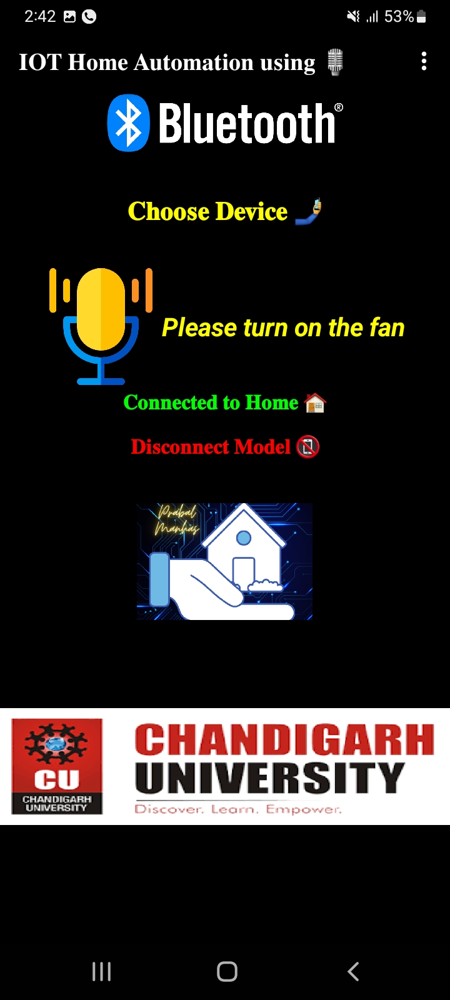 2:42
53%
IOT Home Automation using 🎙
Bluetooth®
Choose Device 🤳
Please turn on the fan
Connected to Home 🏠
Disconnect Model 📵
Prabal
Manhas
CU
CHANDIGARH
UNIVERSITY
CHANDIGARH
UNIVERSITY
Discover. Learn. Empower.